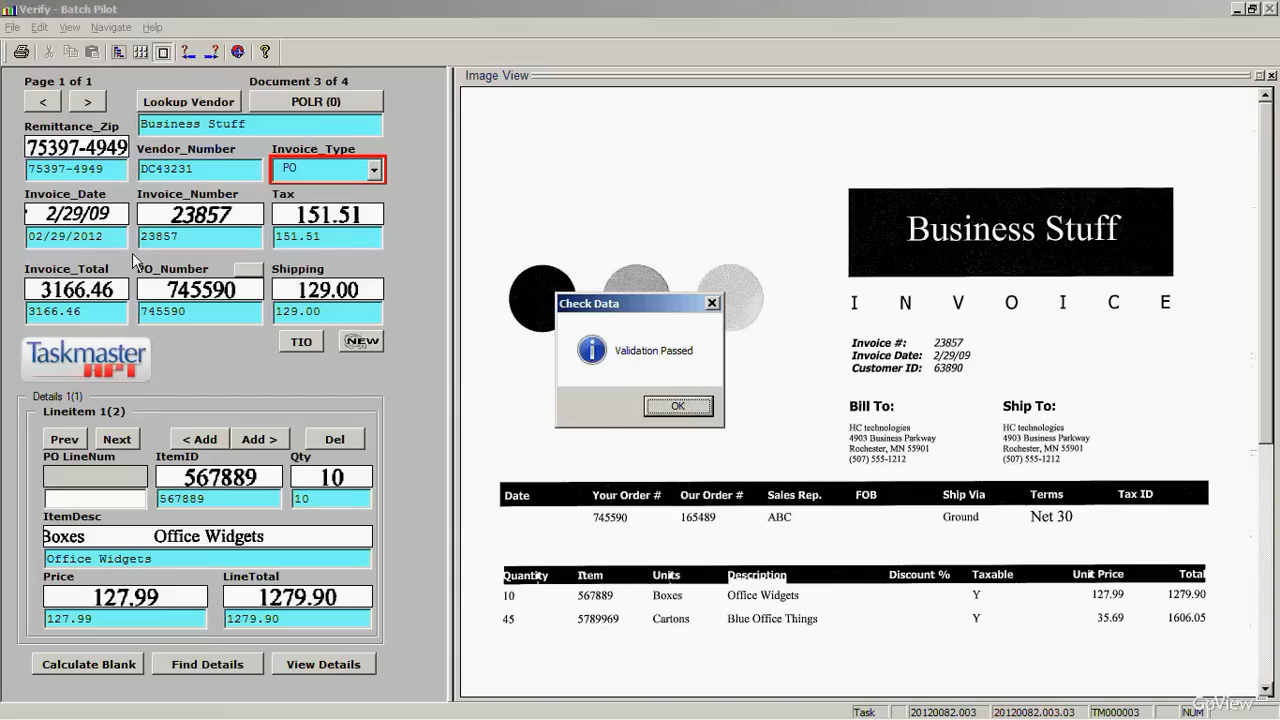 Verify - Batch Pilot
File Edit View Navigate Help
Page 1 of 1
Document 3 of 4
< >
Lookup Vendor
POLR (0)
Remittance_Zip
75397-4949
75397-4949
Business Stuff
Vendor_Number
DC43231
Invoice_Type
PO
Invoice_Date
2/29/09
02/29/2012
Invoice_Number
23857
23857
Tax
151.51
151.51
Invoice_Total
3166.46
3166.46
PO_Number
745590
745590
Shipping
129.00
129.00
TIO
NEW
Taskmaster
Details 1(1)
Lineitem 1(2)
Prev Next < Add Add > Del
PO LineNum
ItemID
567889
567889
Qty
10
10
ItemDesc
Boxes Office Widgets
Office Widgets
Price
127.99
127.99
LineTotal
1279.90
1279.90
Calculate Blank Find Details View Details
Image View
Business Stuff
I N V O I C E
Invoice #: 23857
Invoice Date: 2/29/09
Customer ID: 63890
Check Data
Validation Passed
OK
Bill To:
HC technologies
4903 Business Parkway
Rochester, MN 55901
(507) 555-1212
Ship To:
HC technologies
4903 Business Parkway
Rochester, MN 55901
(507) 555-1212
Date Your Order # Our Order # Sales Rep. FOB Ship Via Terms Tax ID
745590 165489 ABC Ground Net 30
Quantity Item Units Description Discount % Taxable Unit Price Total
10 567889 Boxes Office Widgets Y 127.99 1279.90
45 5789969 Cartons Blue Office Things Y 35.69 1606.05
GoView
Task 20120082.003 20120082.003.03 TM000003 NUM